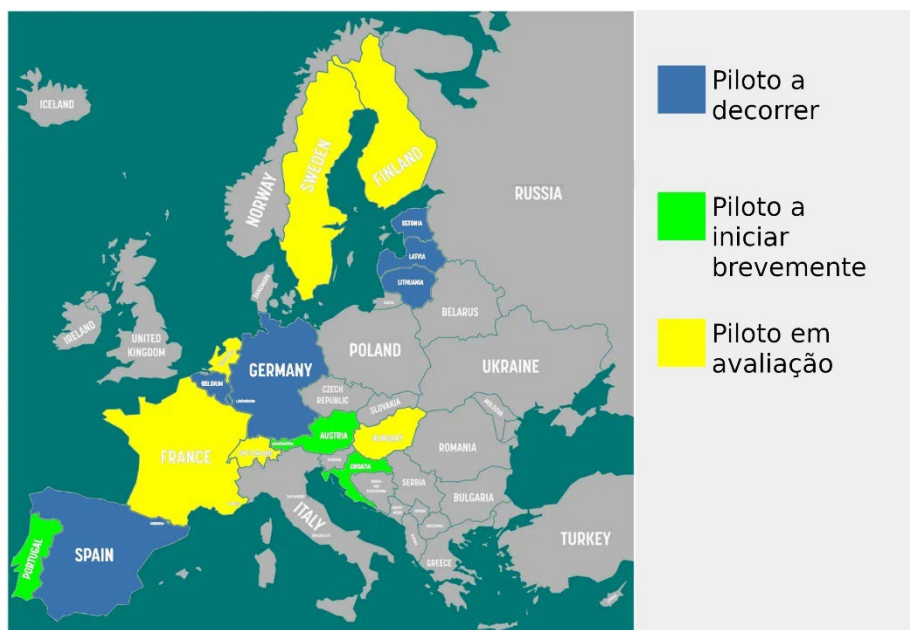 ICELAND
NORWAY
SWEDEN
FINLAND
RUSSIA
ESTONIA
LATVIA
LITHUANIA
DENMARK
BELARUS
IRELAND
UNITED
KINGDOM
BELGIUM
GERMANY
POLAND
UKRAINE
CZECH
REPUBLIC
SLOVAKIA
MOLDOVA
FRANCE
AUSTRIA
HUNGARY
ROMANIA
CROATIA
SERBIA
BULGARIA
ITALY
PORTUGAL
SPAIN
GREECE
TURKEY
Piloto a
decorrer
Piloto a
iniciar
brevemente
Piloto em
avaliação